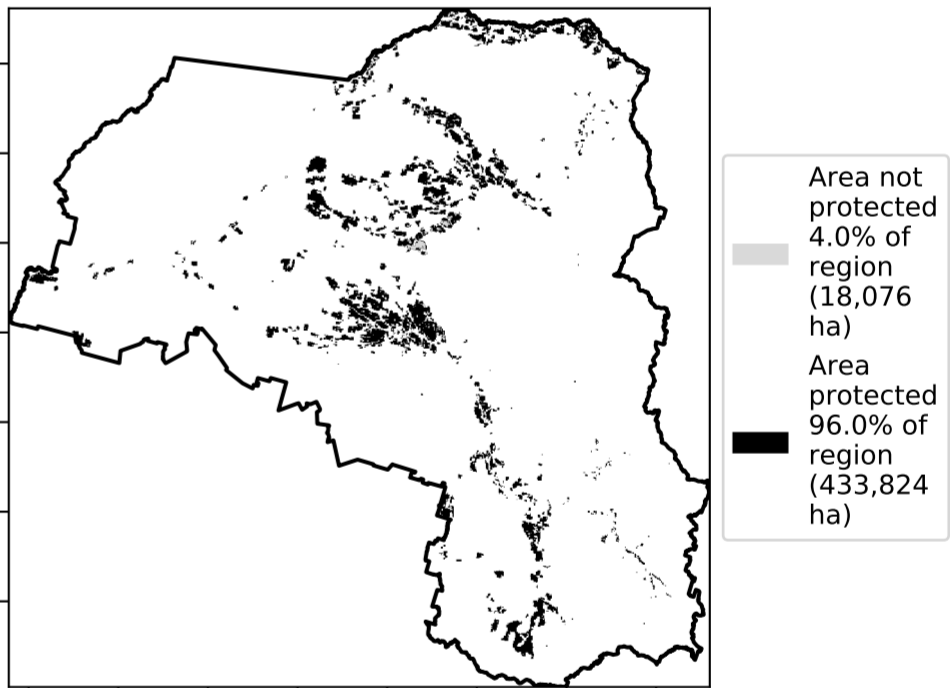 Area not
protected
4.0% of
region
(18,076
ha)
Area
protected
96.0% of
region
(433,824
ha)